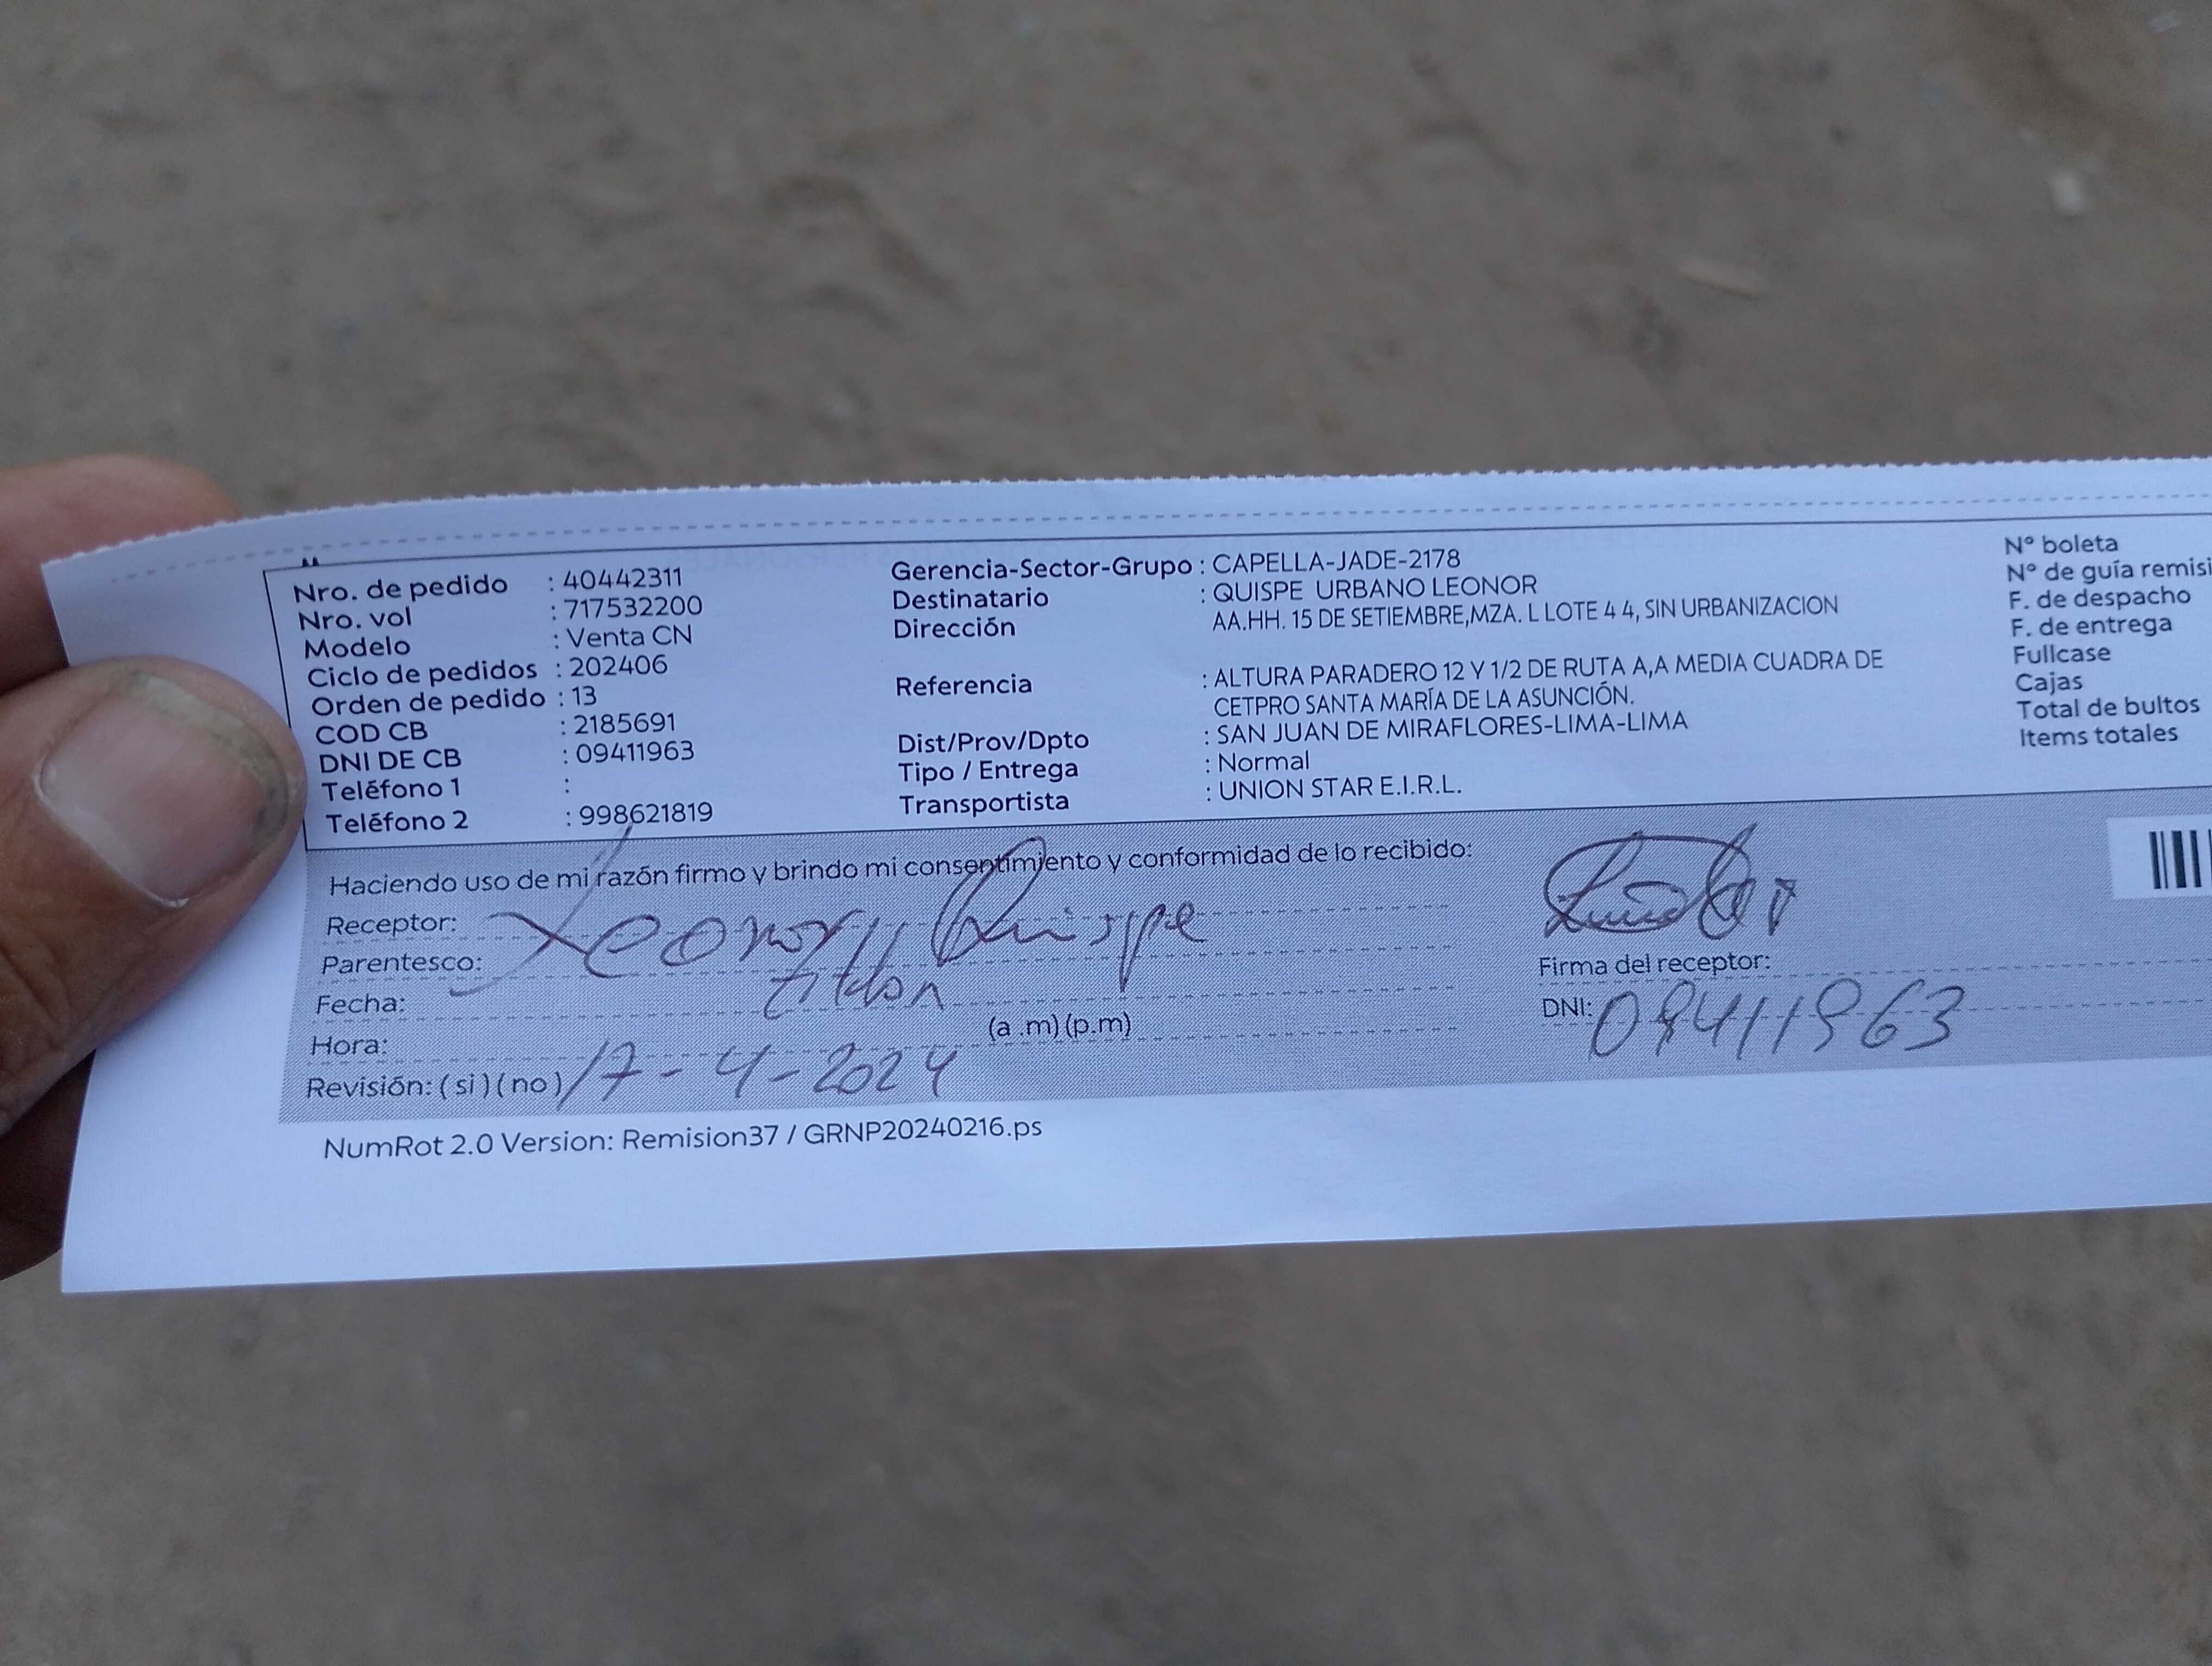 Nro. de pedido : 40442311
Nro. vol : 717532200
Modelo : Venta CN
Ciclo de pedidos : 202406
Orden de pedido : 13
COD CB : 2185691
DNI DE CB : 09411963
Teléfono 1 :
Teléfono 2 : 998621819
Gerencia-Sector-Grupo : CAPELLA-JADE-2178
Destinatario : QUISPE URBANO LEONOR
Dirección AA.HH. 15 DE SETIEMBRE,MZA. L LOTE 4 4, SIN URBANIZACION
Referencia : ALTURA PARADERO 12 Y 1/2 DE RUTA A,A MEDIA CUADRA DE
CETPRO SANTA MARÍA DE LA ASUNCIÓN.
Dist/Prov/Dpto : SAN JUAN DE MIRAFLORES-LIMA-LIMA
Tipo / Entrega : Normal
Transportista : UNION STAR E.I.R.L.
N° boleta
N° de guía remisi
F. de despacho
F. de entrega
Fullcase
Cajas
Total de bultos
Items totales
Haciendo uso de mi razón firmo y brindo mi consentimiento y conformidad de lo recibido:
Receptor: Leonor Quispe
Parentesco:
Fecha:
(a .m) (p.m)
Hora:
Revisión: ( si ) ( no ) 17-4-2024
Firma del receptor:
DNI: 09411963
NumRot 2.0 Version: Remision37 / GRNP20240216.ps